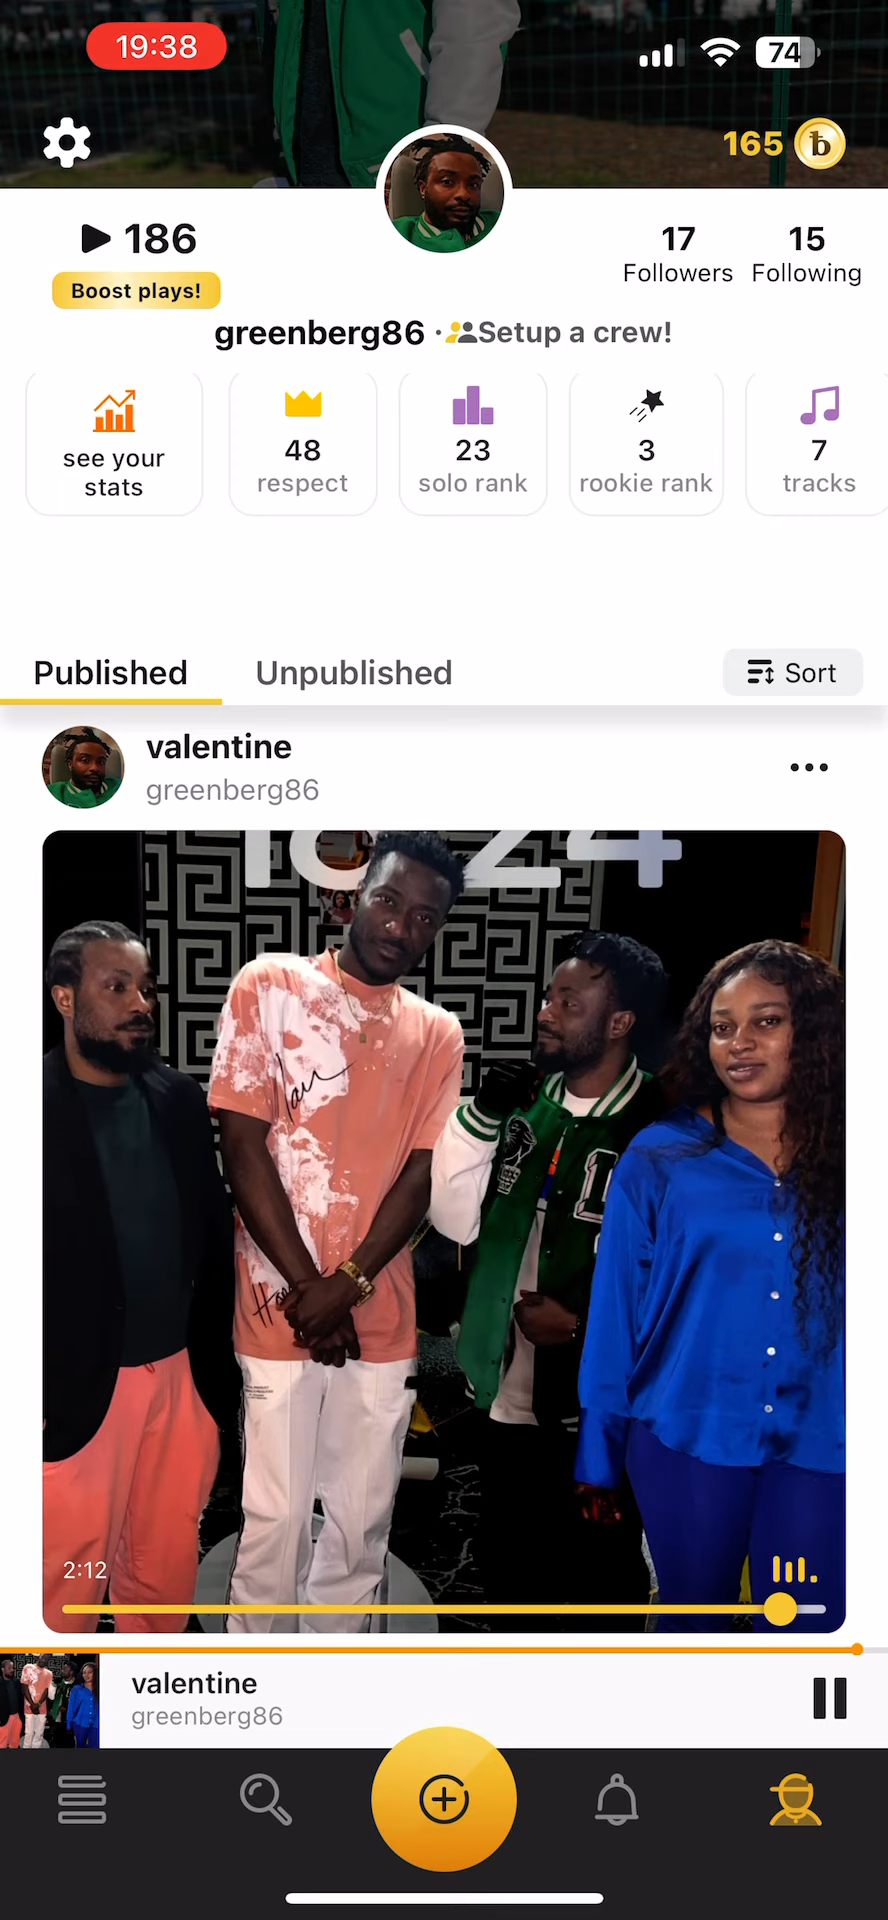 19:38
74
165
186
Boost plays!
17
Followers
15
Following
greenberg86 · Setup a crew!
see your
stats
48
respect
23
solo rank
3
rookie rank
7
tracks
Published
Unpublished
Sort
valentine
greenberg86
2:12
valentine
greenberg86